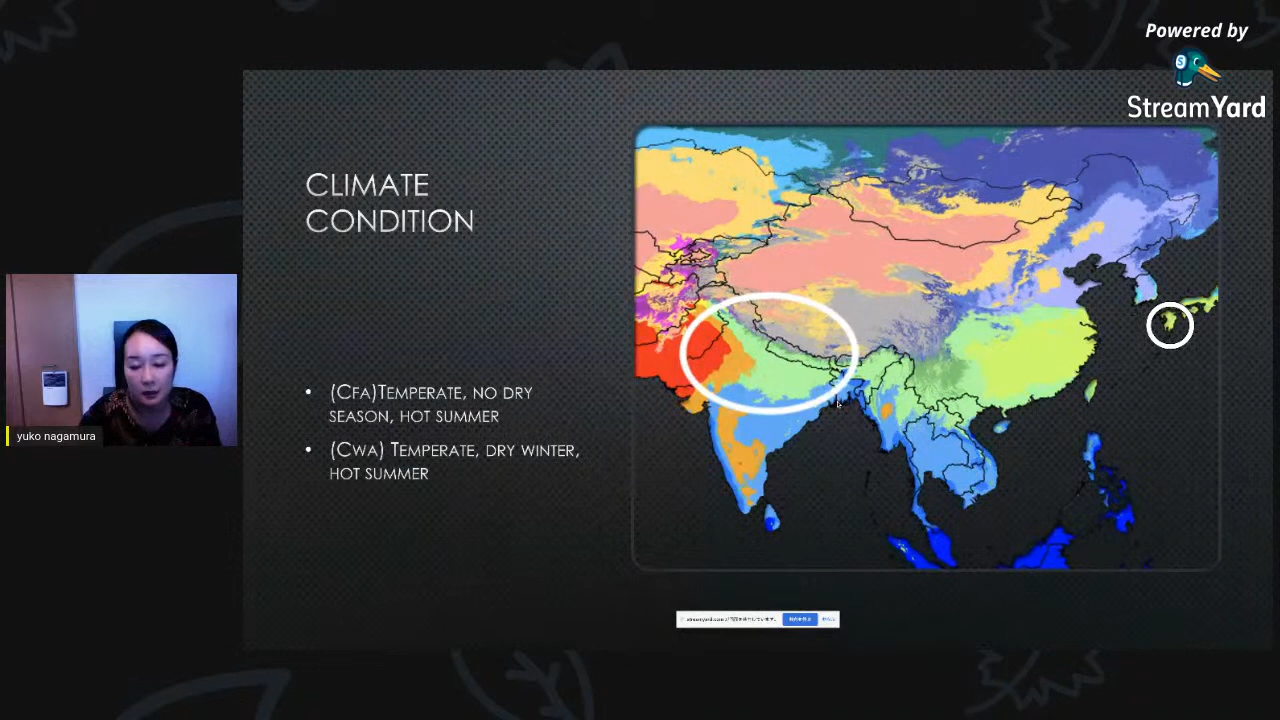 Powered by
StreamYard
CLIMATE
CONDITION
• (CFA)TEMPERATE, NO DRY
SEASON, HOT SUMMER
• (CWA) TEMPERATE, DRY WINTER,
HOT SUMMER
yuko nagamura